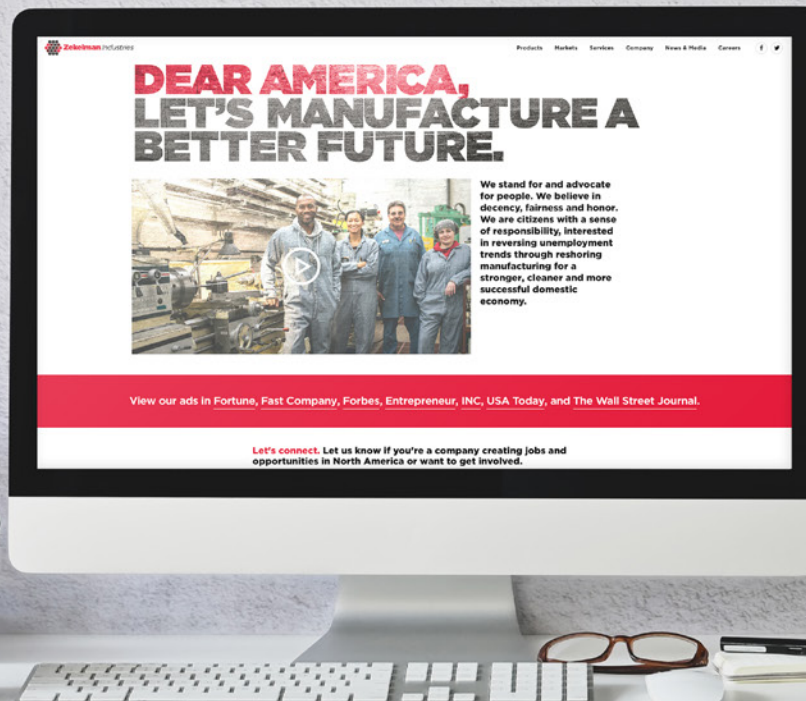 Zekelman Industries
Products Markets Services Company News & Media Careers
DEAR AMERICA,
LET'S MANUFACTURE A
BETTER FUTURE.
We stand for and advocate
for people. We believe in
decency, fairness and honor.
We are citizens with a sense
of responsibility, interested
in reversing unemployment
trends through reshoring
manufacturing for a
stronger, cleaner and more
successful domestic
economy.
View our ads in Fortune, Fast Company, Forbes, Entrepreneur, INC, USA Today, and The Wall Street Journal.
Let's connect. Let us know if you're a company creating jobs and
opportunities in North America or want to get involved.